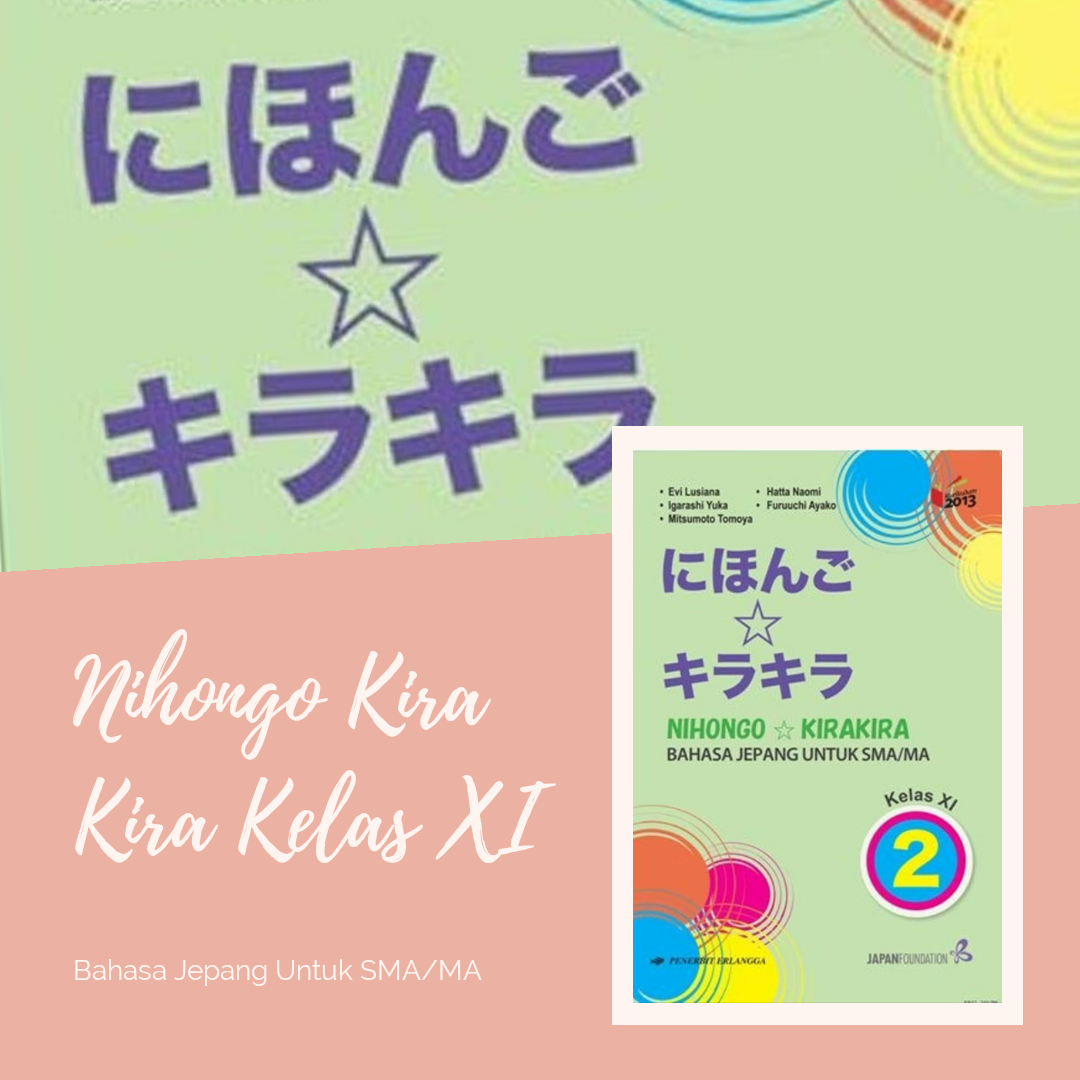 にほんご
☆
キラキラ
Nihongo Kira
Kira Kelas XI
Bahasa Jepang Untuk SMA/MA
• Evi Lusiana
• Igarashi Yuka
• Mitsumoto Tomoya
• Hatta Naomi
• Furuuchi Ayako
Kurikulum
2013
にほんご
☆
キラキラ
NIHONGO ☆ KIRAKIRA
BAHASA JEPANG UNTUK SMA/MA
Kelas XI
2
PENERBIT ERLANGGA
JAPANFOUNDATION